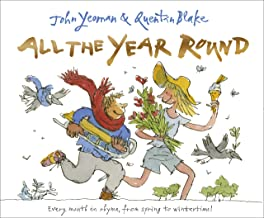 John Yeoman & Quentin Blake
ALL THE YEAR ROUND
Every month in rhyme, from spring to wintertime!